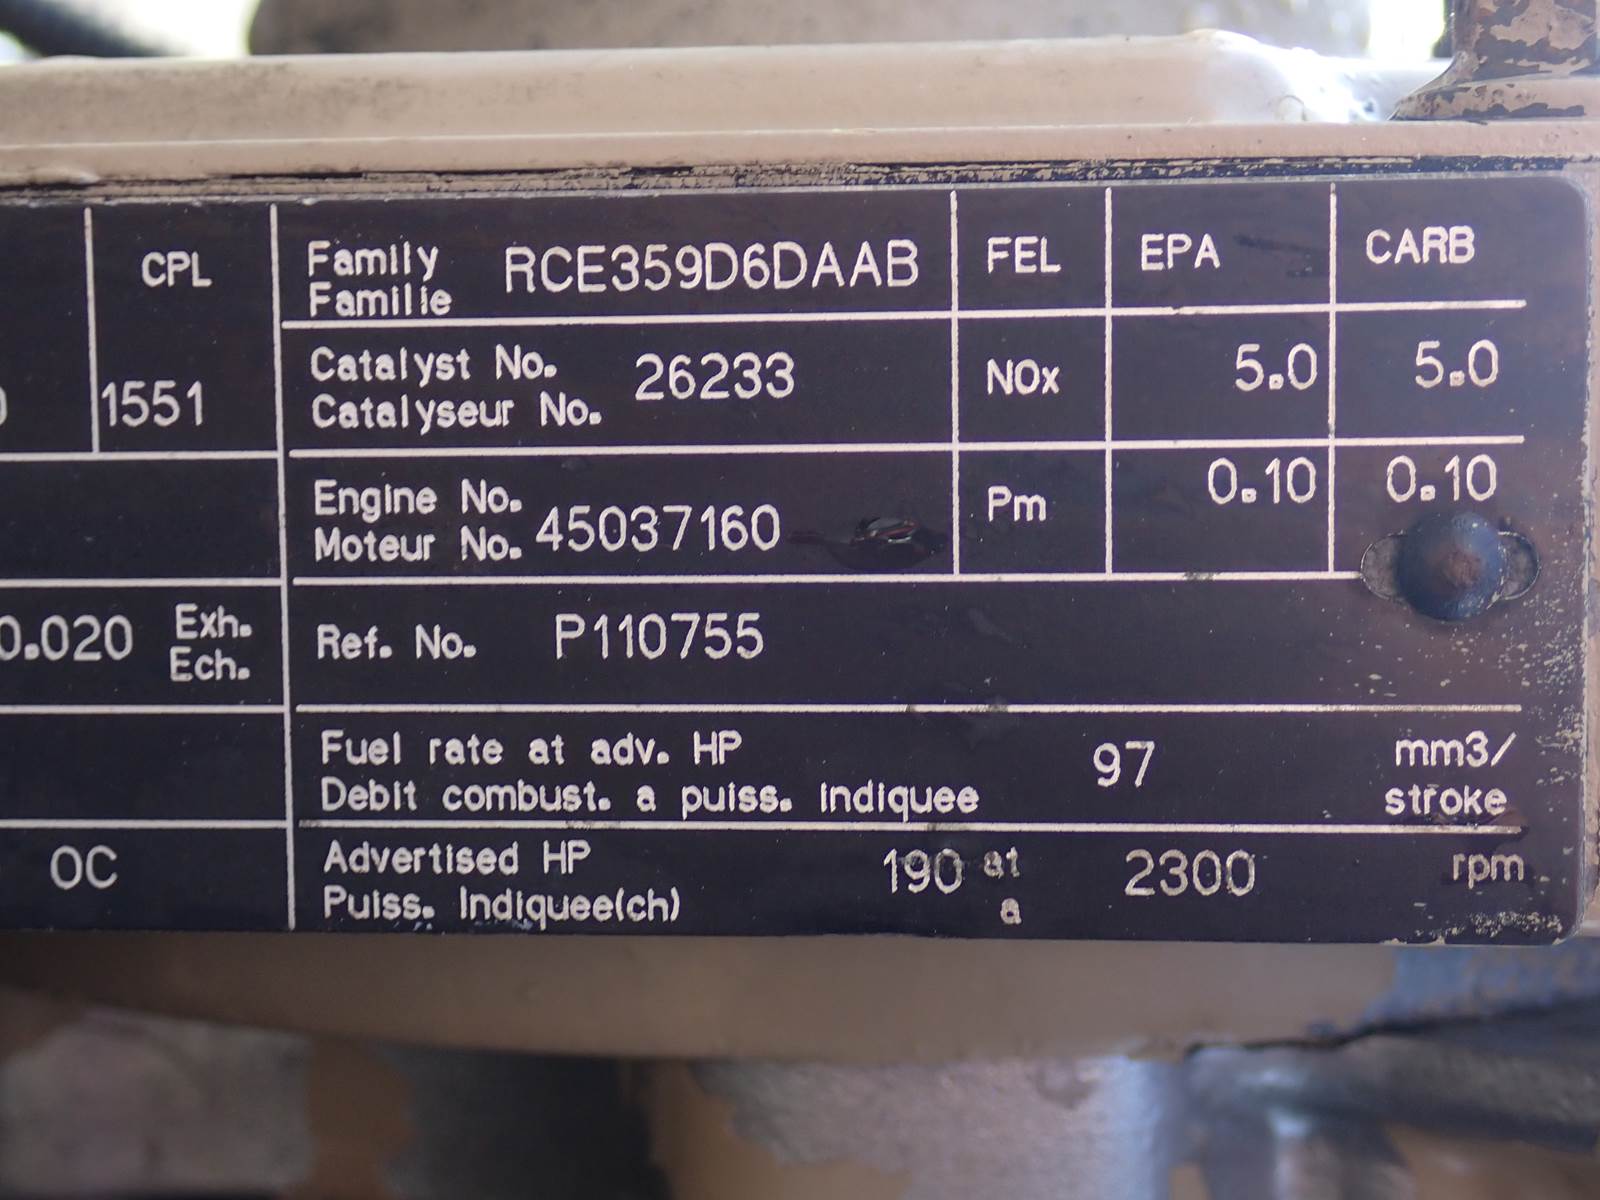 CPL
1551
0.020 Exh.
Ech.
OC
Family
Familie RCE359D6DAAB
Catalyst No.
Catalyseur No. 26233
Engine No.
Moteur No. 45037160
Ref. No. P110755
FEL EPA CARB
NOx 5.0 5.0
Pm 0.10 0.10
Fuel rate at adv. HP 97 mm3/
Debit combust. a puiss. indiquee stroke
Advertised HP 190 at 2300 rpm
Puiss. Indiquee(ch) a